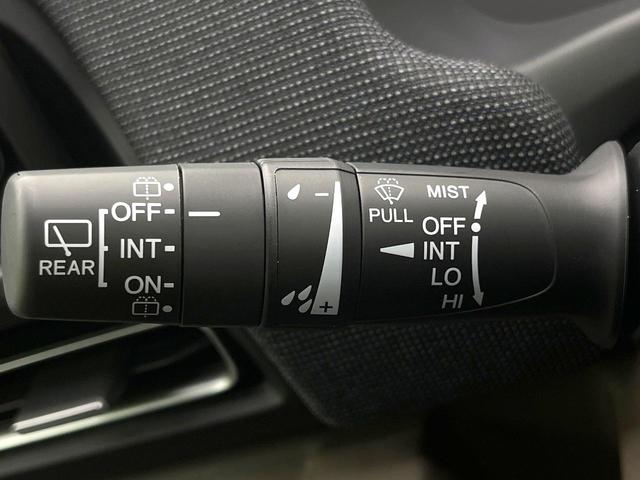 REAR
OFF
INT
ON
−
+
PULL
MIST
OFF
INT
LO
HI